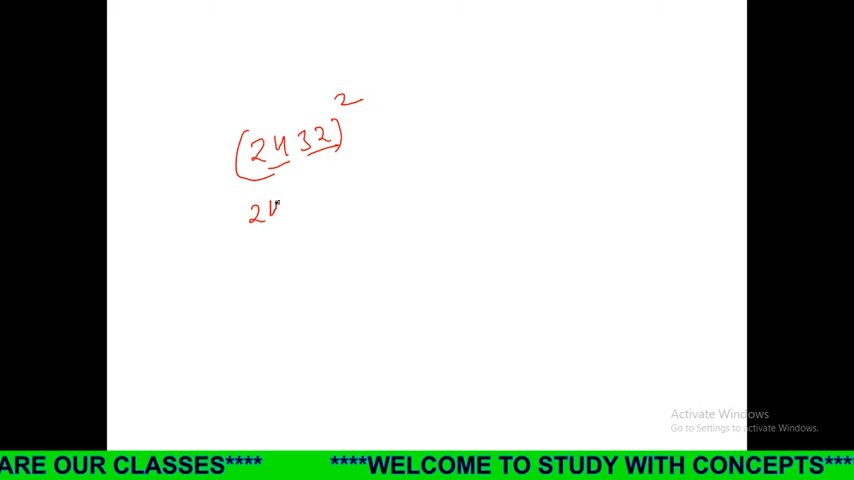 (2432)²
24
Activate Windows
Go to Settings to activate Windows.
ARE OUR CLASSES**** ****WELCOME TO STUDY WITH CONCEPTS**